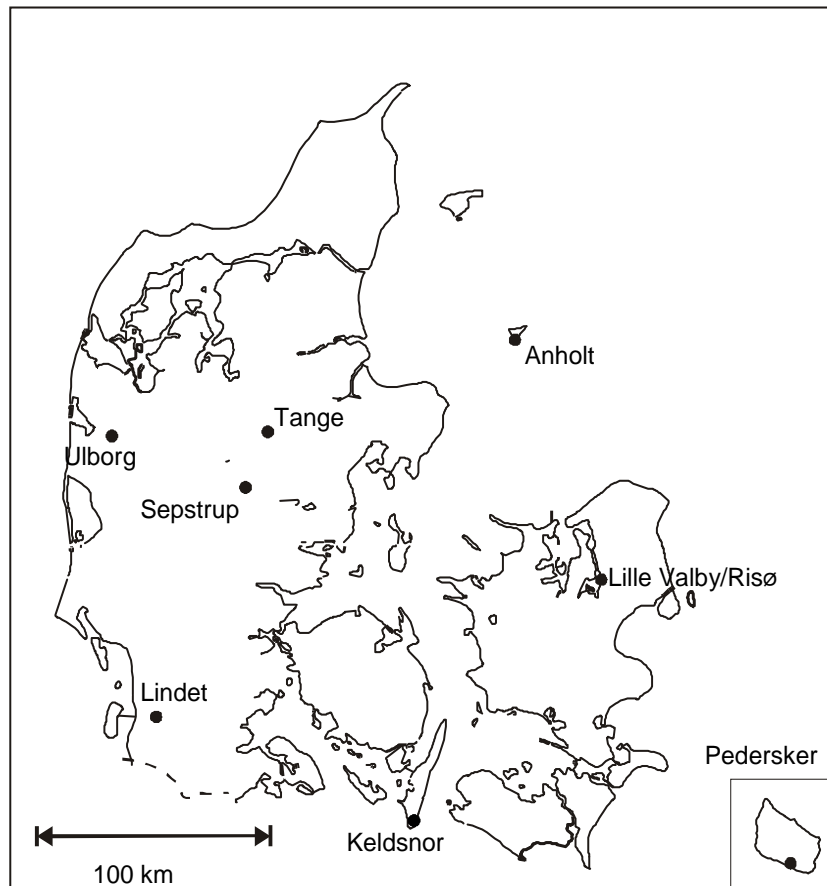 Anholt
Tange
Ulborg
Sepstrup
Lille Valby/Risø
Lindet
Pedersker
Keldsnor
100 km